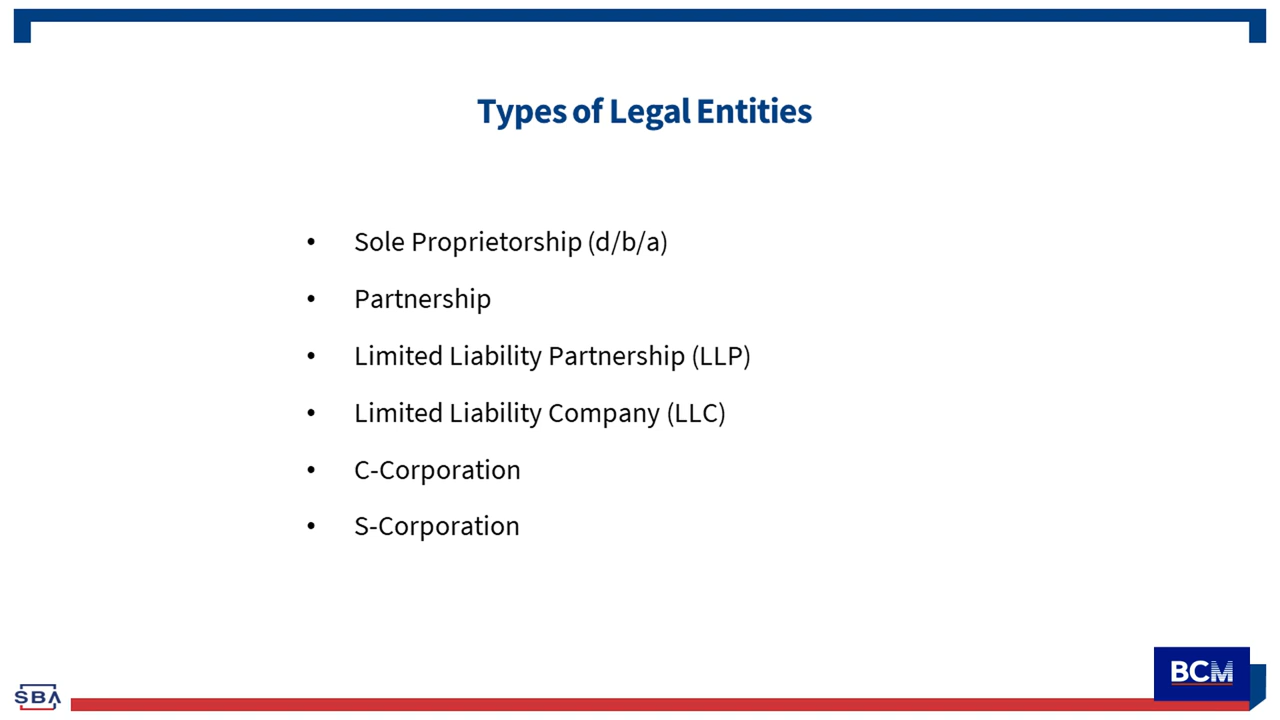 Types of Legal Entities
• Sole Proprietorship (d/b/a)
• Partnership
• Limited Liability Partnership (LLP)
• Limited Liability Company (LLC)
• C-Corporation
• S-Corporation
SBA
BCM